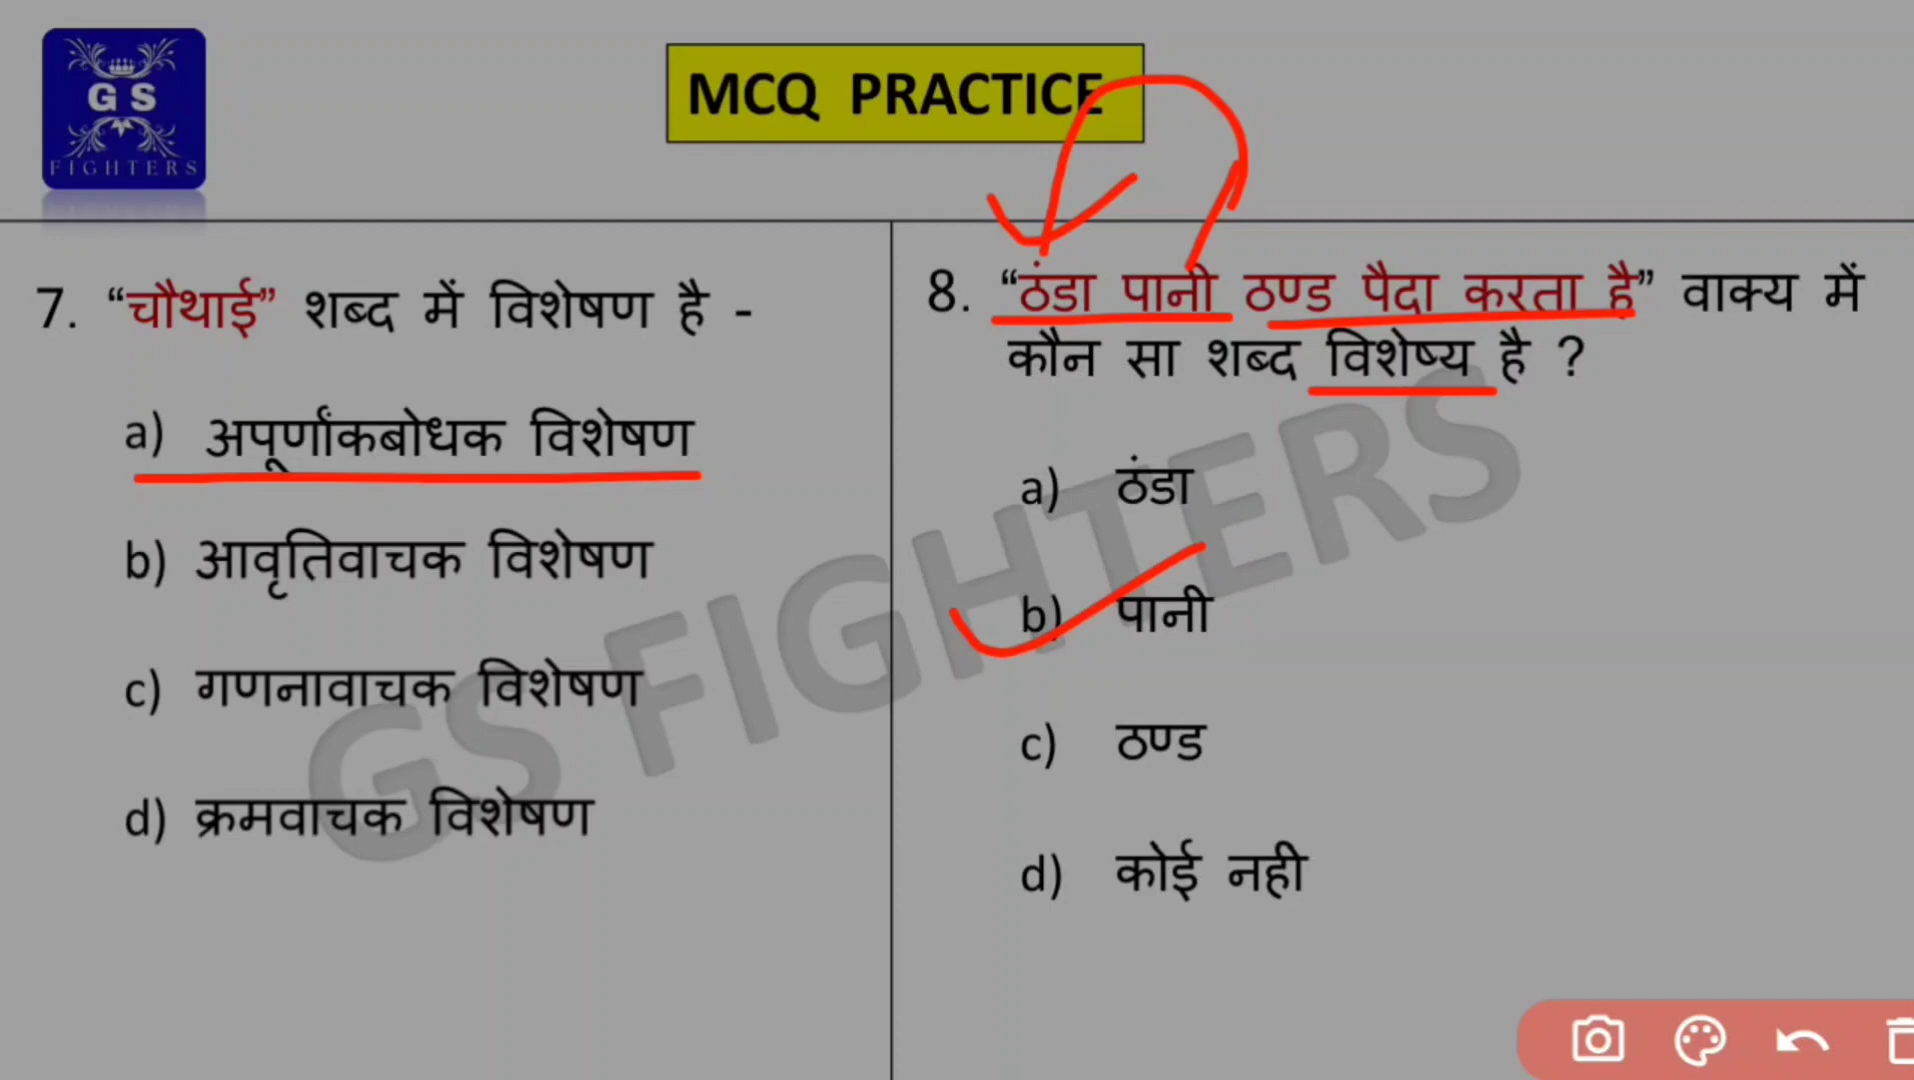 GS
FIGHTERS
MCQ PRACTICE
7. “चौथाई” शब्द में विशेषण है -
a) अपूर्णांकबोधक विशेषण
b) आवृतिवाचक विशेषण
c) गणनावाचक विशेषण
d) क्रमवाचक विशेषण
8. “ठंडा पानी ठण्ड पैदा करता है” वाक्य में
कौन सा शब्द विशेष्य है ?
a) ठंडा
b) पानी
c) ठण्ड
d) कोई नही
GS FIGHTERS